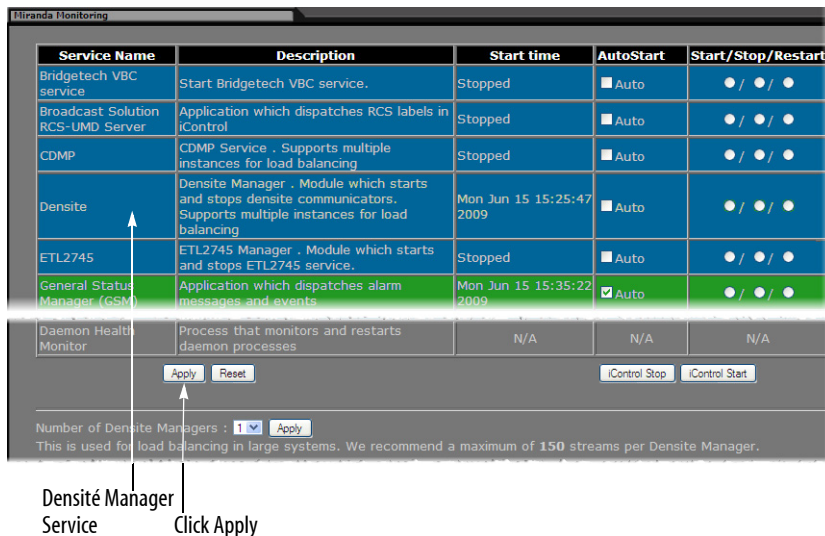 Miranda Monitoring
Service Name Description Start time AutoStart Start/Stop/Restart
Bridgetech VBC
service
Start Bridgetech VBC service.
Stopped
Auto
/ /
Broadcast Solution
RCS-UMD Server
Application which dispatches RCS labels in
iControl
Stopped
Auto
/ /
CDMP
CDMP Service . Supports multiple
instances for load balancing
Stopped
Auto
/ /
Densite
Densite Manager . Module which starts
and stops densite communicators.
Supports multiple instances for load
balancing
Mon Jun 15 15:25:47
2009
Auto
/ /
ETL2745
ETL2745 Manager . Module which starts
and stops ETL2745 service.
Stopped
Auto
/ /
General Status
Manager (GSM)
Application which dispatches alarm
messages and events
Mon Jun 15 15:35:22
2009
Auto
/ /
Daemon Health
Monitor
Process that monitors and restarts
daemon processes
N/A
N/A
N/A
Apply Reset iControl Stop iControl Start
Number of Densite Managers : 1 Apply
This is used for load balancing in large systems. We recommend a maximum of 150 streams per Densite Manager.
Densité Manager
Service
Click Apply